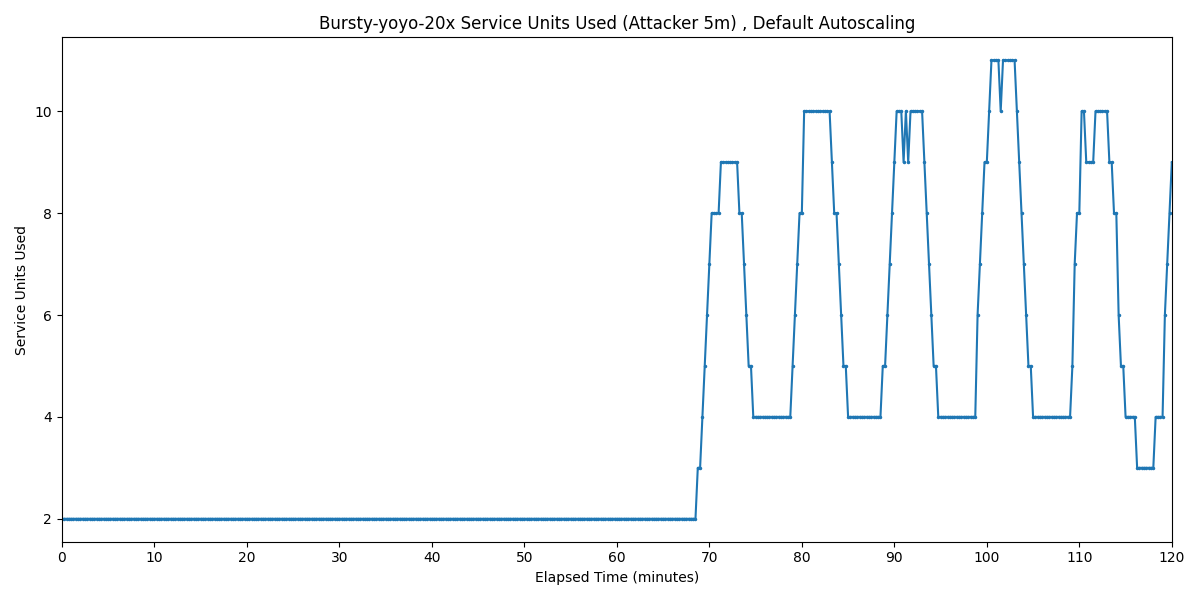 Bursty-yoyo-20x Service Units Used (Attacker 5m) , Default Autoscaling
Service Units Used
10
8
6
4
2
0 10 20 30 40 50 60 70 80 90 100 110 120
Elapsed Time (minutes)